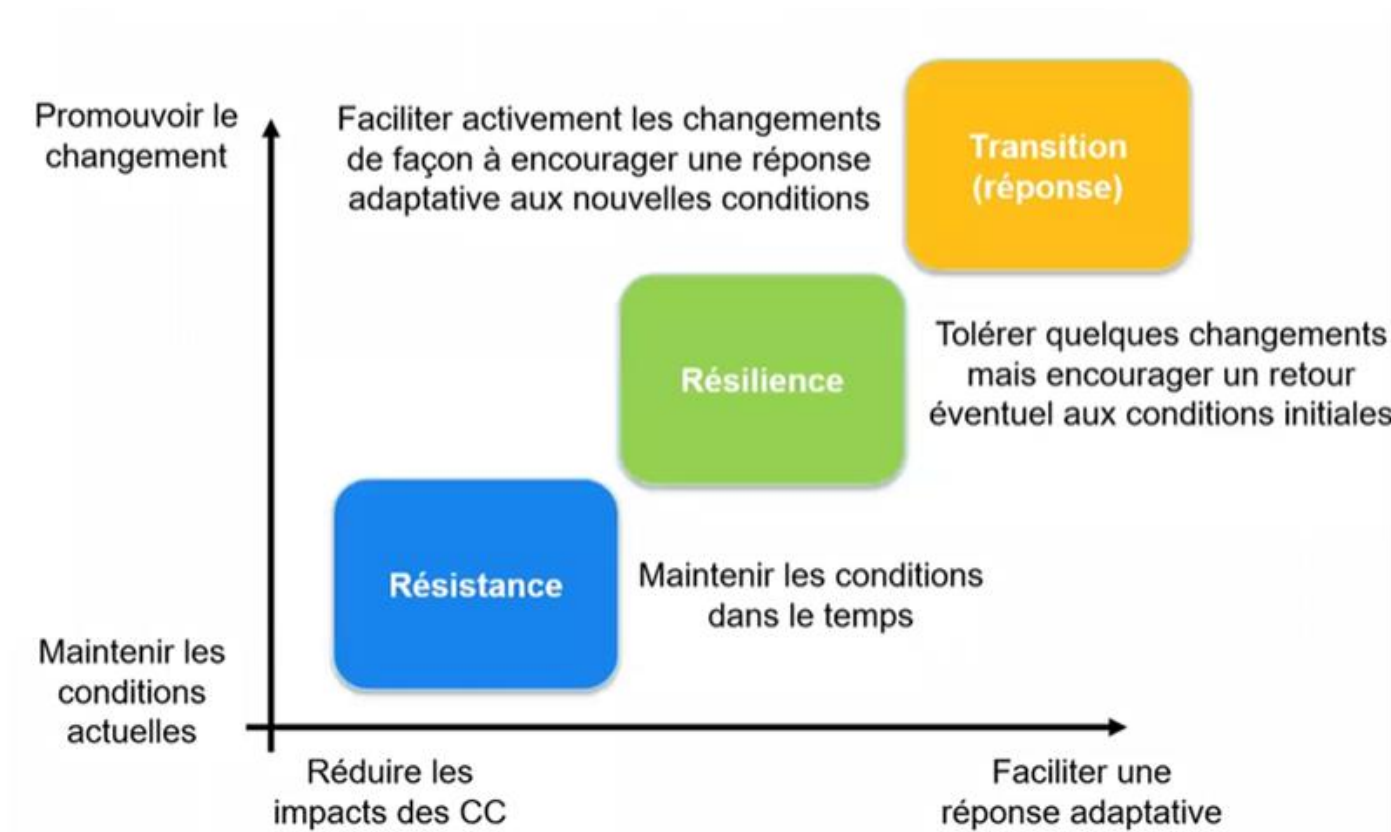 Promouvoir le
changement
Faciliter activement les changements
de façon à encourager une réponse
adaptative aux nouvelles conditions
Transition
(réponse)
Résilience
Tolérer quelques changements
mais encourager un retour
éventuel aux conditions initiales
Résistance
Maintenir les conditions
dans le temps
Maintenir les
conditions
actuelles
Réduire les
impacts des CC
Faciliter une
réponse adaptative